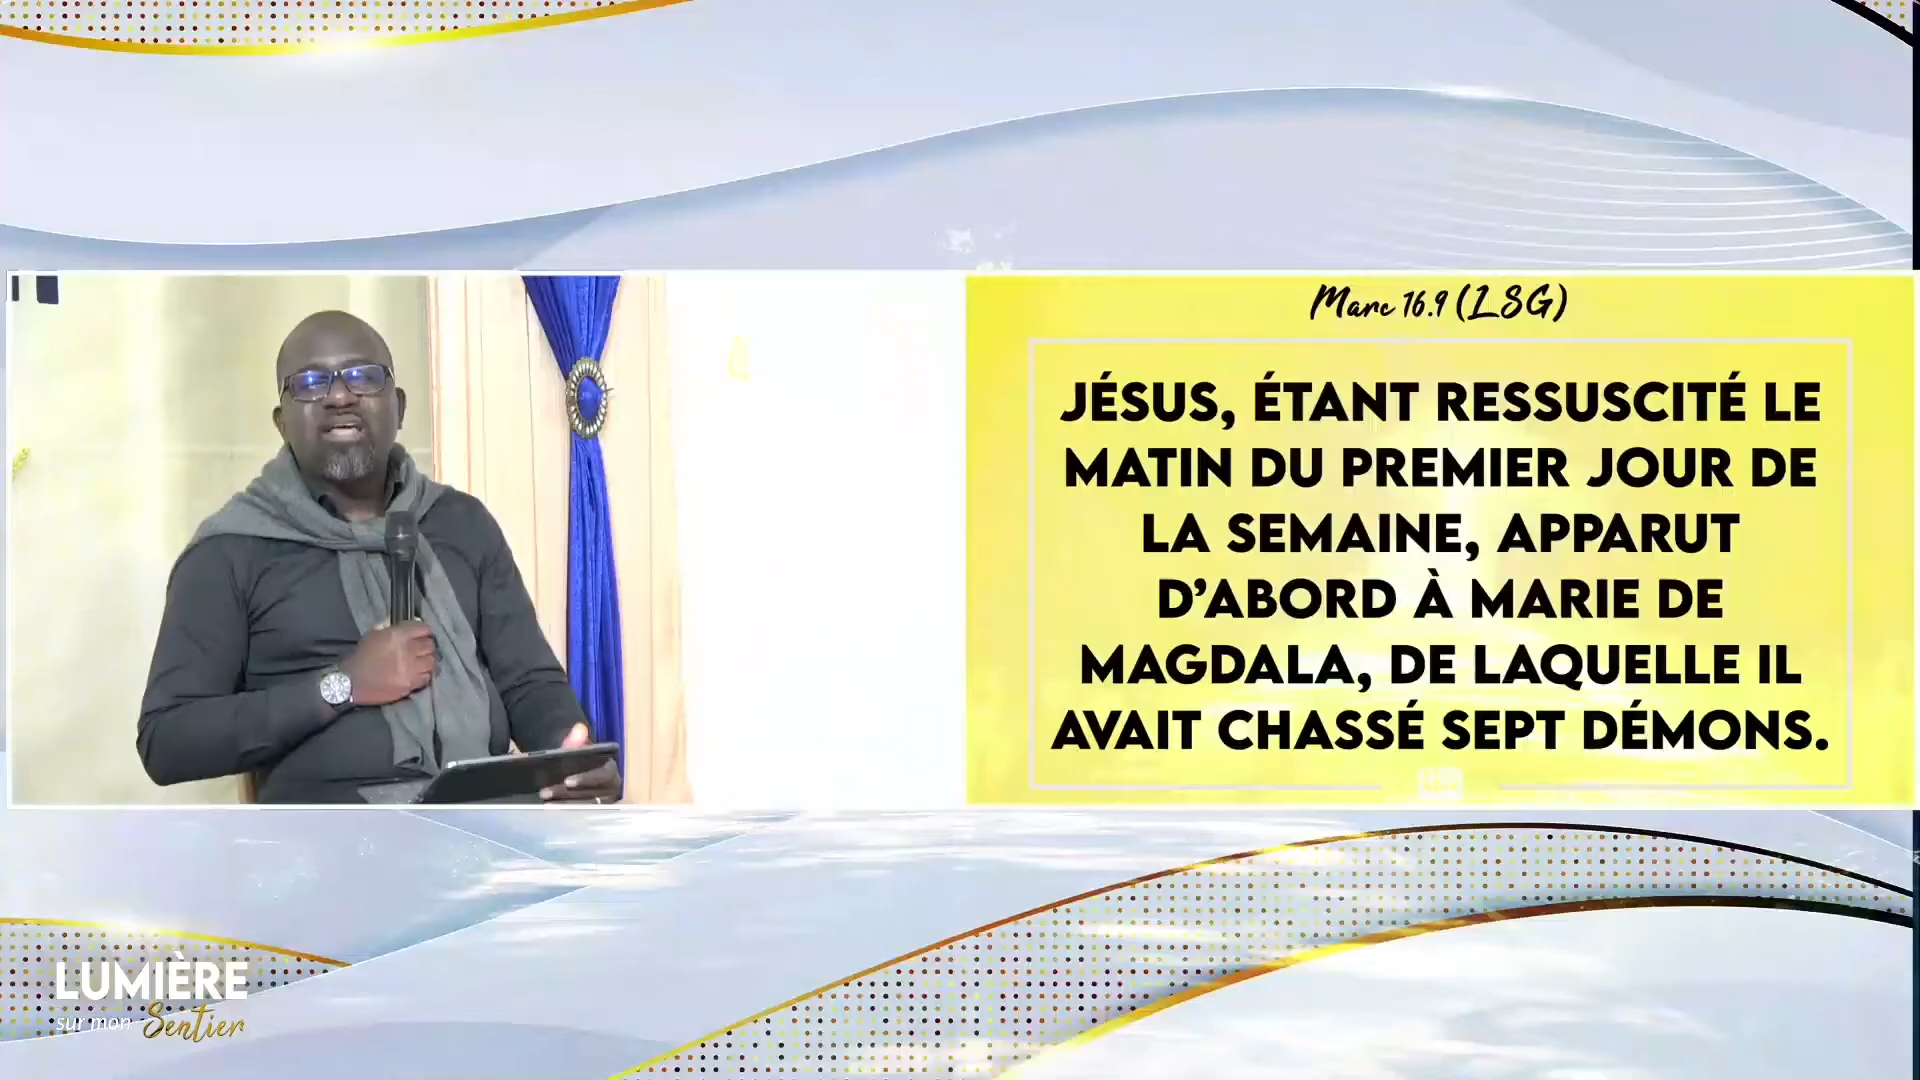 Marc 16.9 (LSG)
JÉSUS, ÉTANT RESSUSCITÉ LE
MATIN DU PREMIER JOUR DE
LA SEMAINE, APPARUT
D’ABORD À MARIE DE
MAGDALA, DE LAQUELLE IL
AVAIT CHASSÉ SEPT DÉMONS.
LUMIÈRE
sur mon Sentier